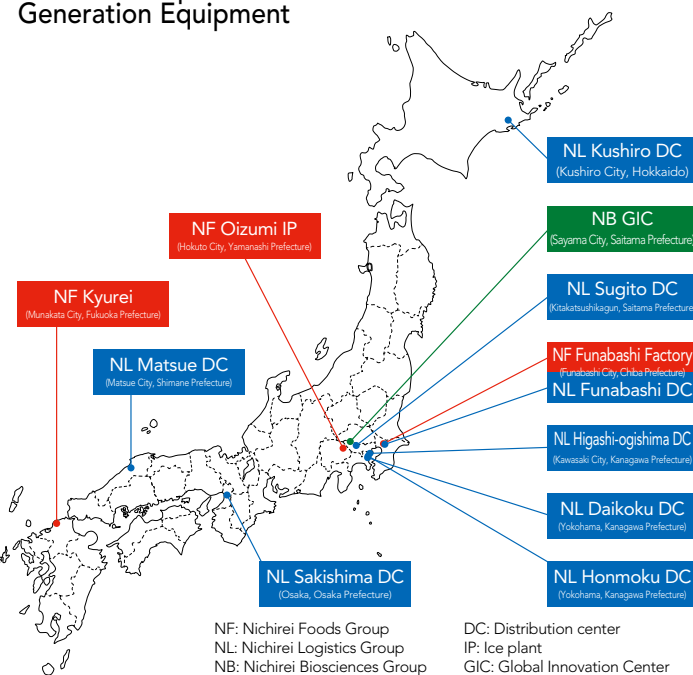 Generation Equipment
NL Kushiro DC
(Kushiro City, Hokkaido)
NF Oizumi IP
(Hokuto City, Yamanashi Prefecture)
NB GIC
(Sayama City, Saitama Prefecture)
NF Kyurei
(Munakata City, Fukuoka Prefecture)
NL Sugito DC
(Kitakatsushikagun, Saitama Prefecture)
NL Matsue DC
(Matsue City, Shimane Prefecture)
NF Funabashi Factory
(Funabashi City, Chiba Prefecture)
NL Funabashi DC
NL Higashi-ogishima DC
(Kawasaki City, Kanagawa Prefecture)
NL Daikoku DC
(Yokohama, Kanagawa Prefecture)
NL Sakishima DC
(Osaka, Osaka Prefecture)
NL Honmoku DC
(Yokohama, Kanagawa Prefecture)
NF: Nichirei Foods Group
NL: Nichirei Logistics Group
NB: Nichirei Biosciences Group
DC: Distribution center
IP: Ice plant
GIC: Global Innovation Center